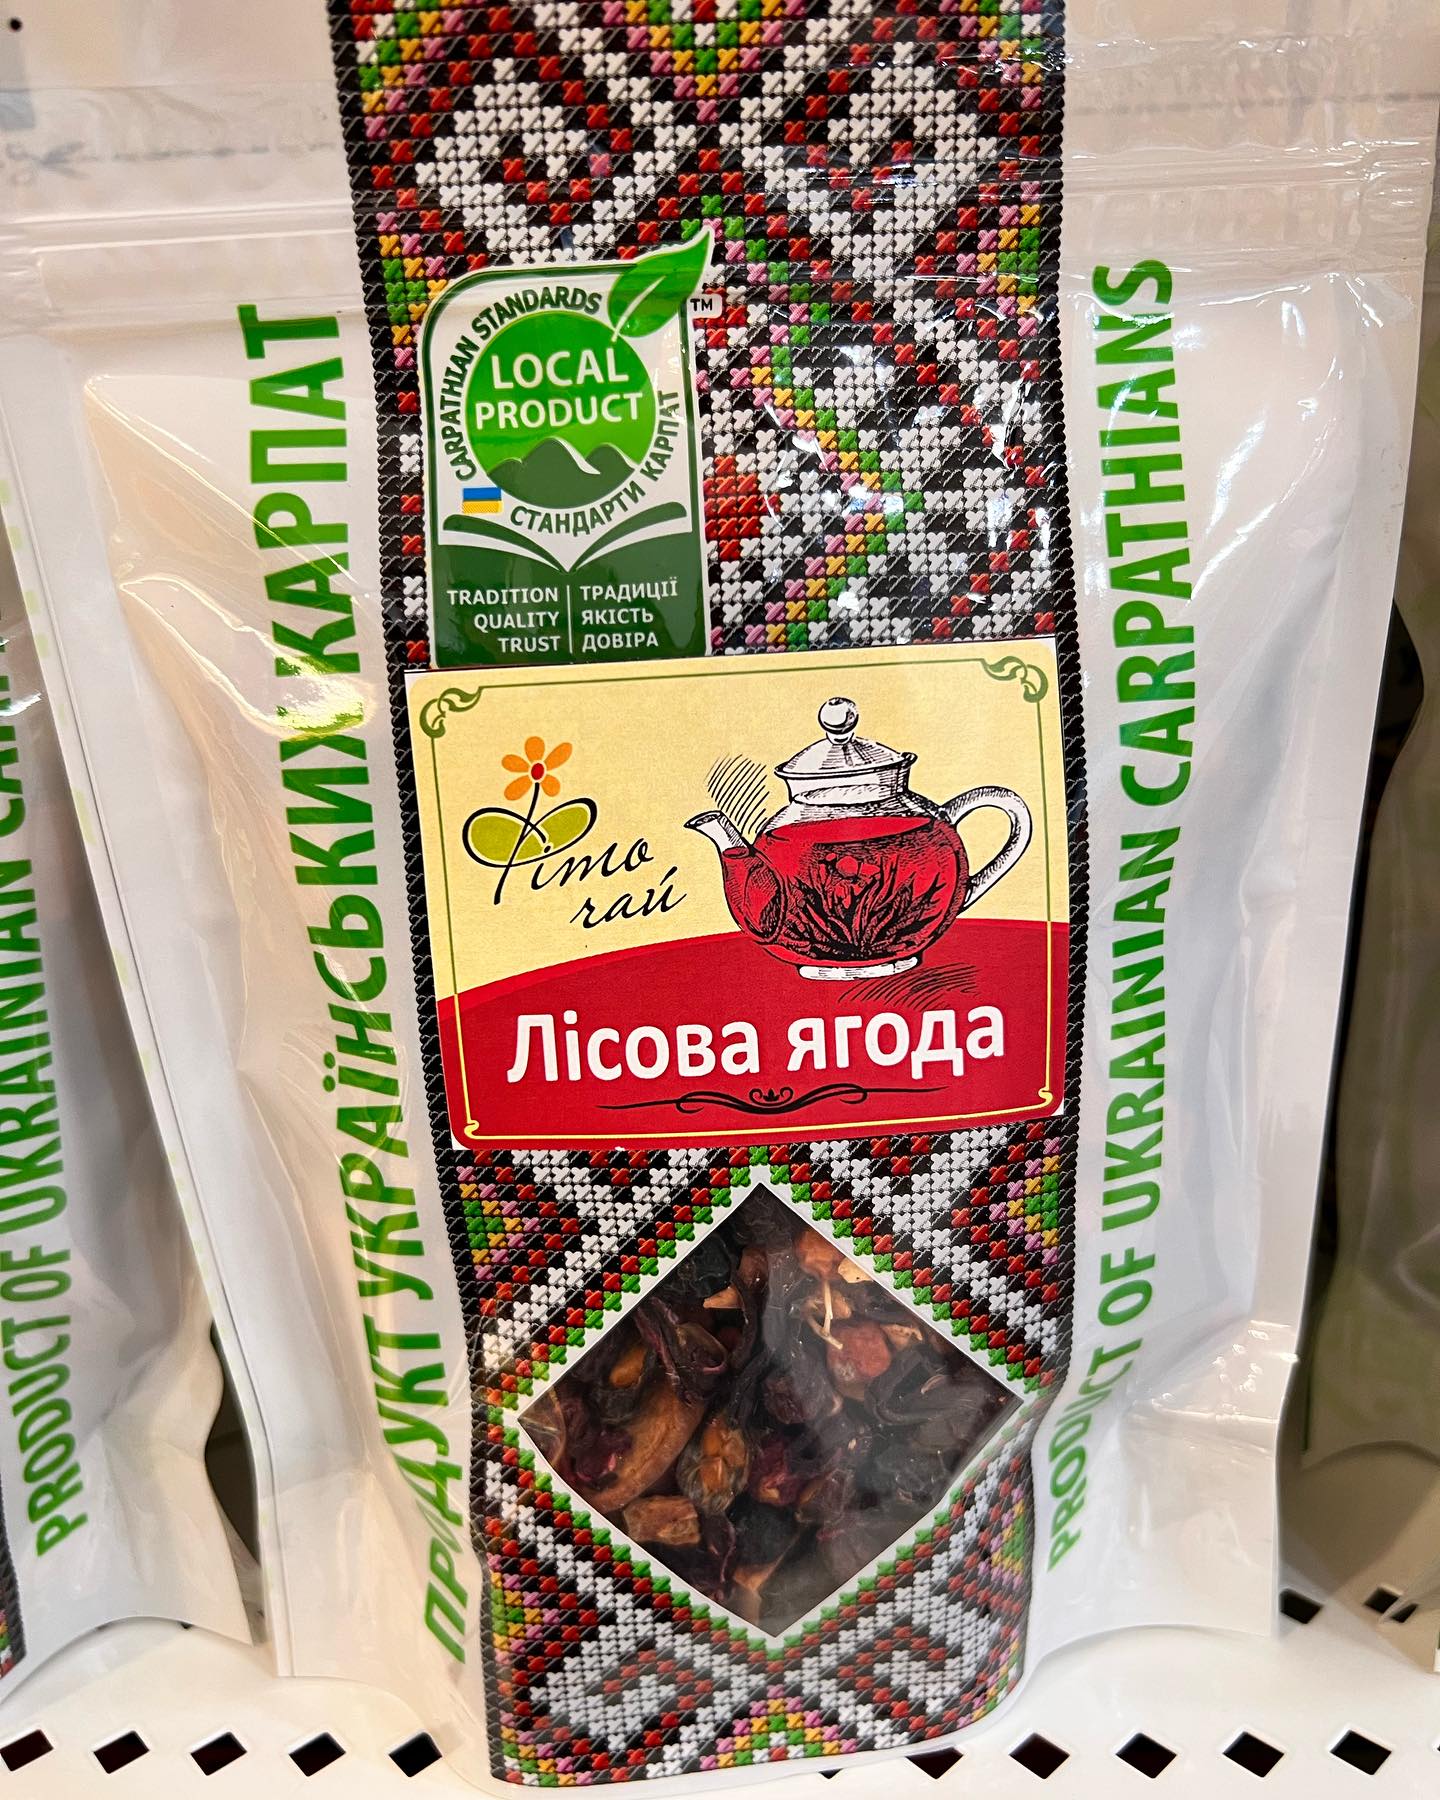 CARPATHIAN STANDARDS
TM
LOCAL
PRODUCT
СТАНДАРТИ КАРПАТ
TRADITION
QUALITY
TRUST
ТРАДИЦІЇ
ЯКІСТЬ
ДОВІРА
Фіто
чай
Лісова ягода
ПРОДУКТ УКРАЇНСЬКИХ КАРПАТ
PRODUCT OF UKRAINIAN CARPATHIANS
PRODUCT OF UKRAINIAN